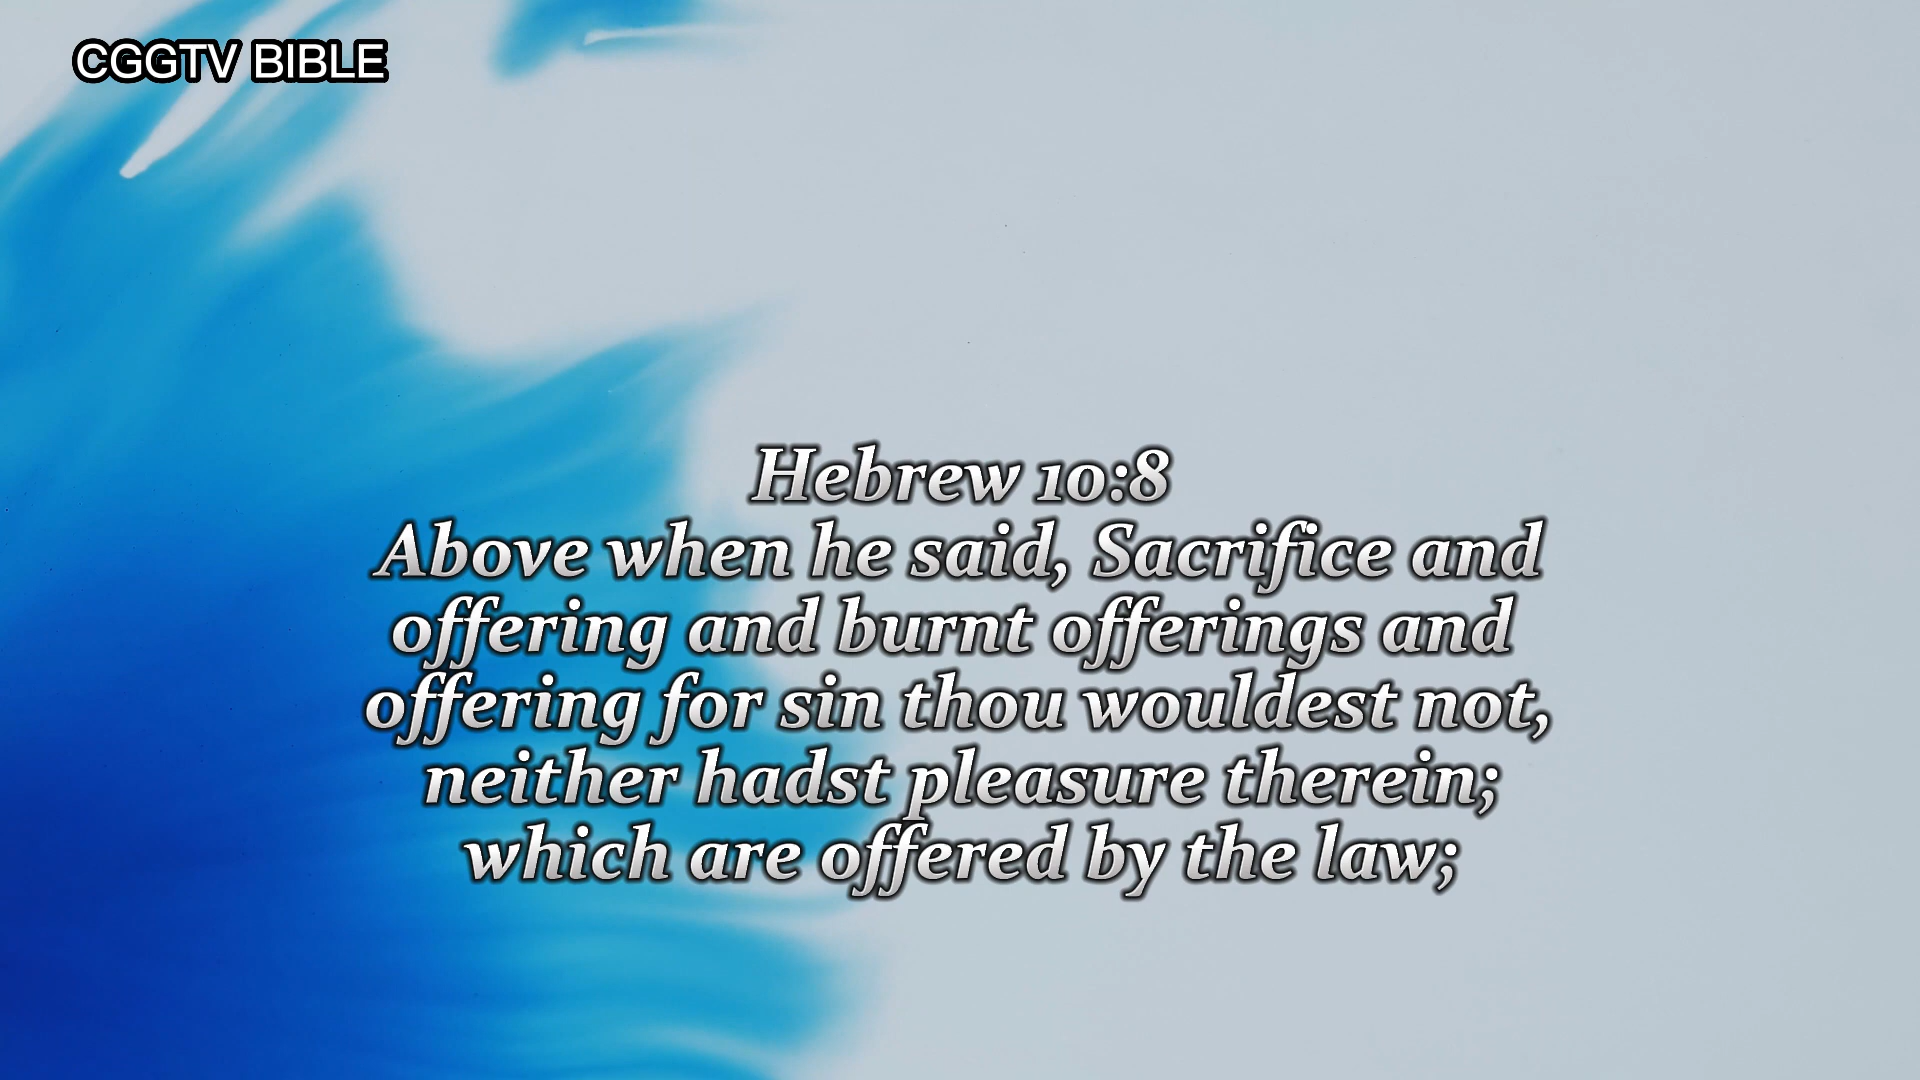 CGGTV BIBLE
Hebrew 10:8
Above when he said, Sacrifice and
offering and burnt offerings and
offering for sin thou wouldest not,
neither hadst pleasure therein;
which are offered by the law;